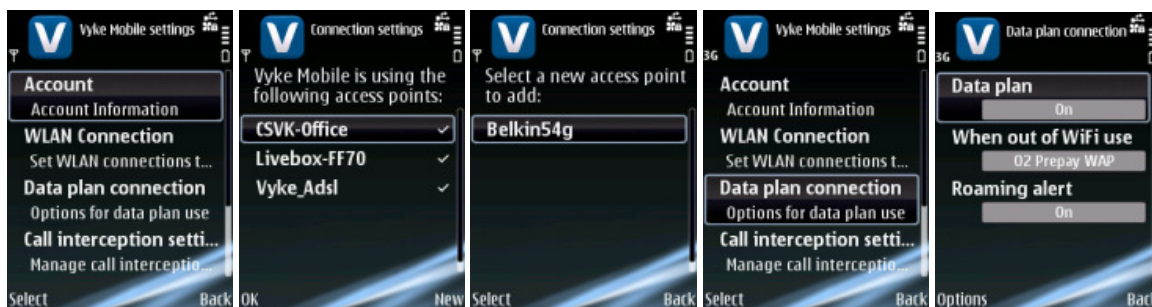 Vyke Mobile settings
Account
Account Information
WLAN Connection
Set WLAN connections t...
Data plan connection
Options for data plan use
Call interception setti...
Manage call interceptio...
Select Back
Connection settings
Vyke Mobile is using the
following access points:
CSVK-Office
Livebox-FF70
Vyke_Adsl
OK New
Connection settings
Select a new access point
to add:
Belkin54g
Select Back
Vyke Mobile settings
3G
Account
Account Information
WLAN Connection
Set WLAN connections t...
Data plan connection
Options for data plan use
Call interception setti...
Manage call interceptio...
Select Back
Data plan connection
3G
Data plan
On
When out of WiFi use
O2 Prepay WAP
Roaming alert
On
Options Back